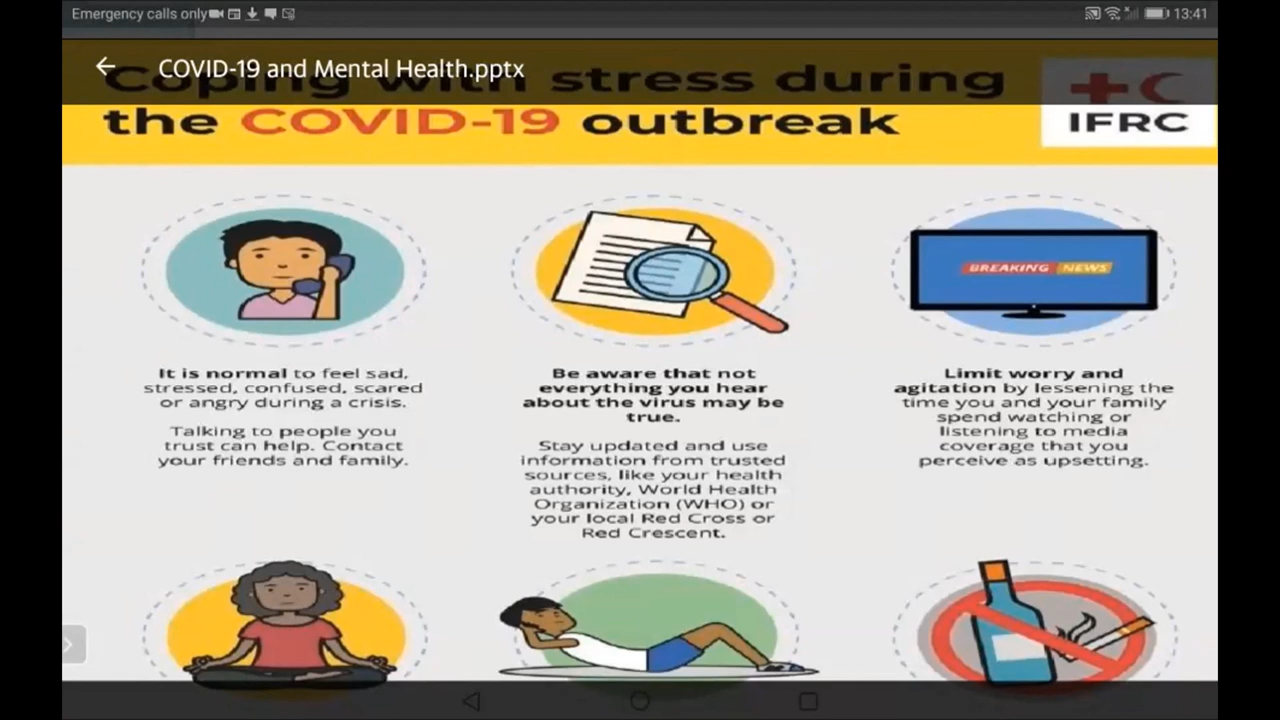 Emergency calls only
13:41
COVID-19 and Mental Health.pptx
Coping with stress during
the COVID-19 outbreak
IFRC
BREAKING NEWS
It is normal to feel sad,
stressed, confused, scared
or angry during a crisis.
Talking to people you
trust can help. Contact
your friends and family.
Be aware that not
everything you hear
about the virus may be
true.
Stay updated and use
information from trusted
sources, like your health
authority, World Health
Organization (WHO) or
your local Red Cross or
Red Crescent.
Limit worry and
agitation by lessening the
time you and your family
spend watching or
listening to media
coverage that you
perceive as upsetting.